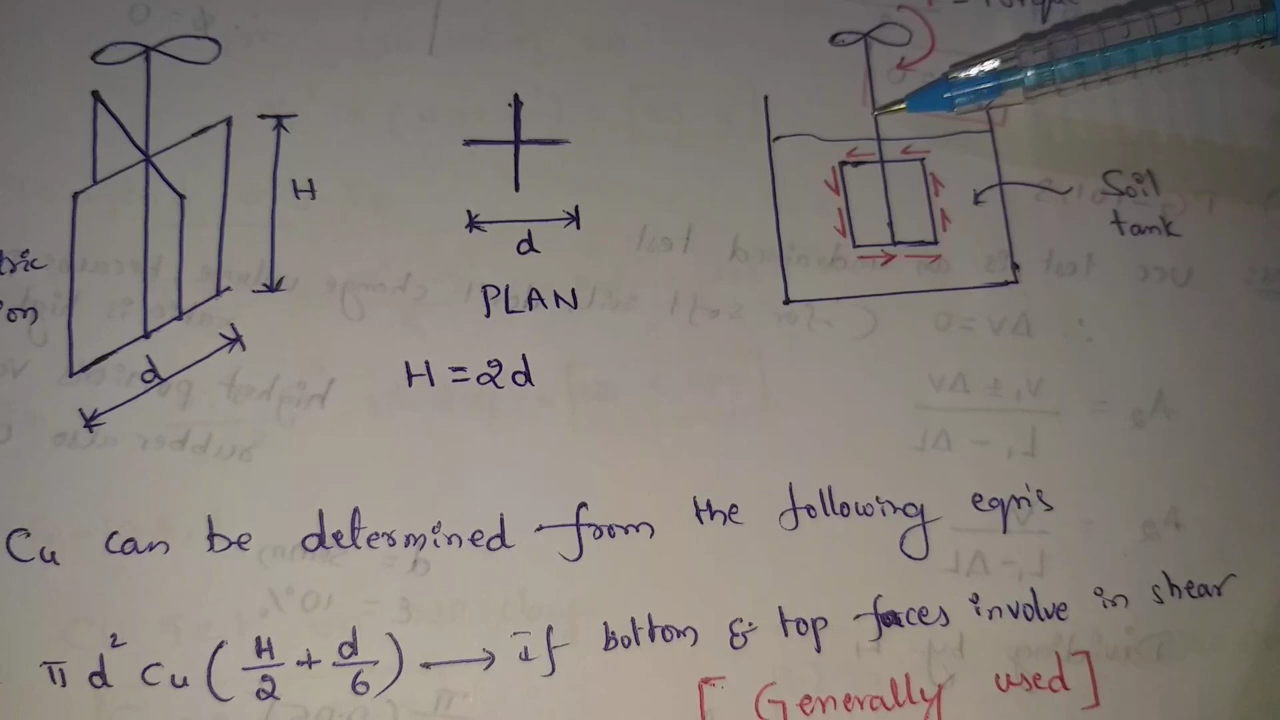 = Torque
H
d
PLAN
H = 2d
d
Soil
tank
Cu can be determined from the following eqn's
π d² Cu ( H/2 + d/6 ) → If bottom & top faces involve in shear
[ Generally used ]